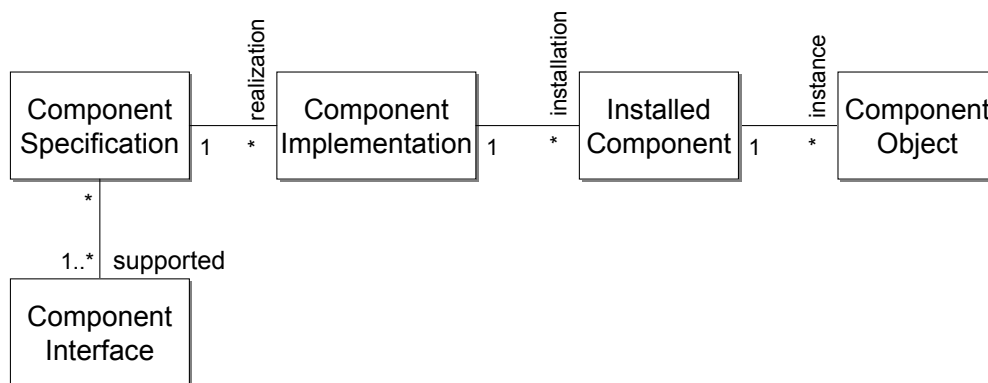 realization
installation
instance
Component
Specification
Component
Implementation
Installed
Component
Component
Object
1
*
1
*
1
*
*
1..*
supported
Component
Interface